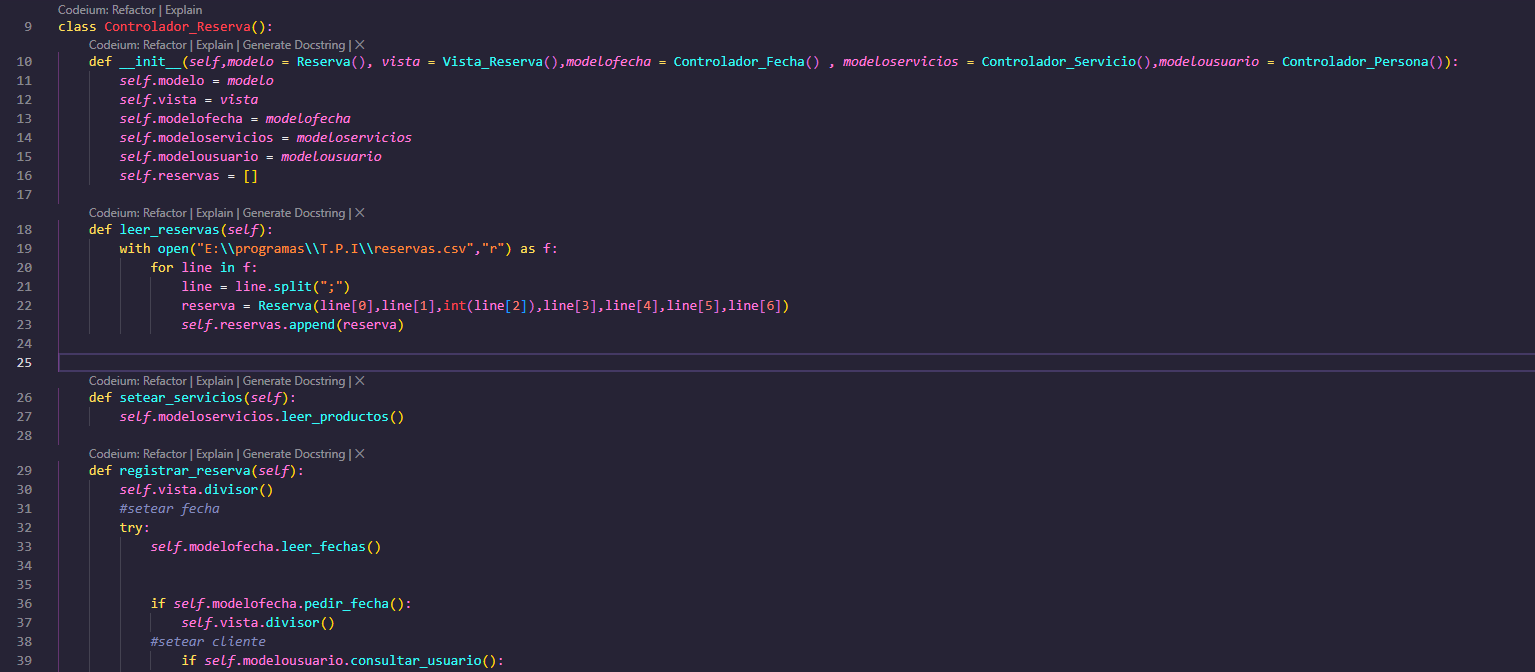 Codeium: Refactor | Explain
9 class Controlador_Reserva():
Codeium: Refactor | Explain | Generate Docstring | ✕
10 def __init__(self,modelo = Reserva(), vista = Vista_Reserva(),modelofecha = Controlador_Fecha() , modeloservicios = Controlador_Servicio(),modelousuario = Controlador_Persona()):
11 self.modelo = modelo
12 self.vista = vista
13 self.modelofecha = modelofecha
14 self.modeloservicios = modeloservicios
15 self.modelousuario = modelousuario
16 self.reservas = []
17
Codeium: Refactor | Explain | Generate Docstring | ✕
18 def leer_reservas(self):
19 with open("E:\\programas\\T.P.I\\reservas.csv","r") as f:
20 for line in f:
21 line = line.split(";")
22 reserva = Reserva(line[0],line[1],int(line[2]),line[3],line[4],line[5],line[6])
23 self.reservas.append(reserva)
24
25
Codeium: Refactor | Explain | Generate Docstring | ✕
26 def setear_servicios(self):
27 self.modeloservicios.leer_productos()
28
Codeium: Refactor | Explain | Generate Docstring | ✕
29 def registrar_reserva(self):
30 self.vista.divisor()
31 #setear fecha
32 try:
33 self.modelofecha.leer_fechas()
34
35
36 if self.modelofecha.pedir_fecha():
37 self.vista.divisor()
38 #setear cliente
39 if self.modelousuario.consultar_usuario():